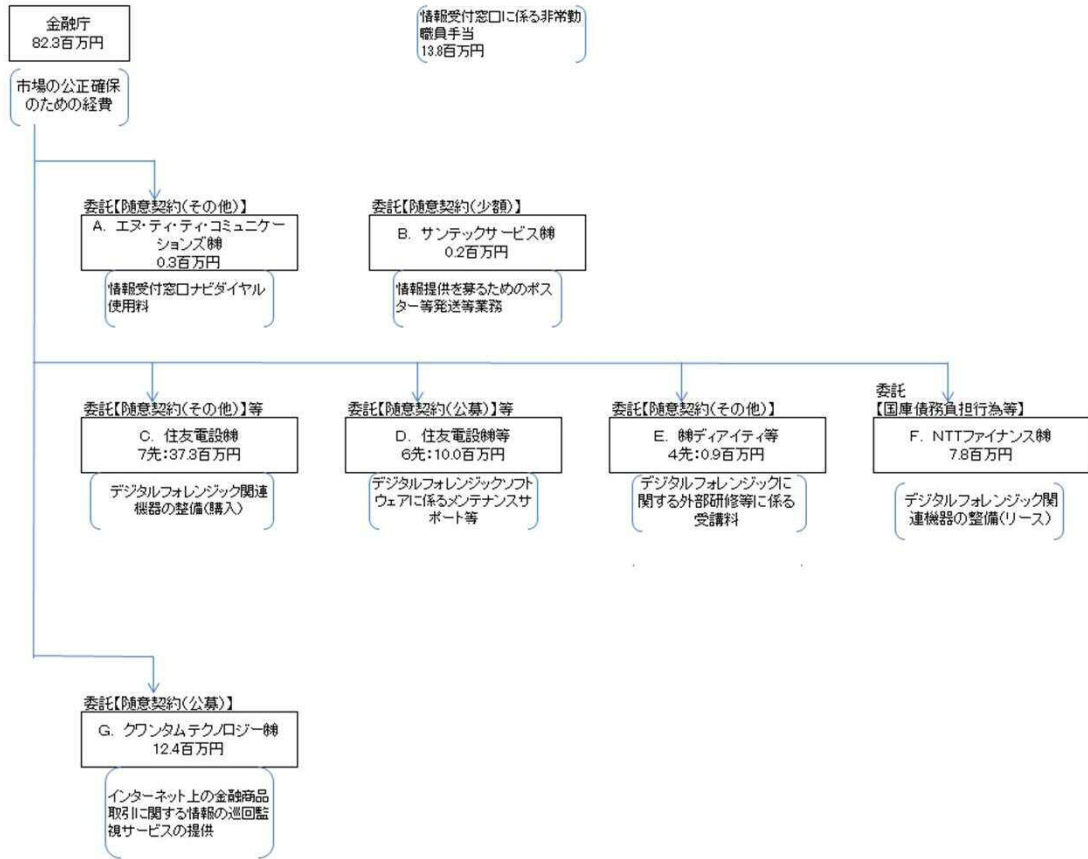 金融庁
82.3百万円
情報受付窓口に係る非常勤
職員手当
13.8百万円
市場の公正確保
のための経費
委託【随意契約(その他)】
A. エヌ・ティ・ティ・コミュニケー
ションズ㈱
0.3百万円
情報受付窓口ナビダイヤル
使用料
委託【随意契約(少額)】
B. サンテックサービス㈱
0.2百万円
情報提供を募るためのポス
ター等発送等業務
委託【随意契約(その他)】等
C. 住友電設㈱
7先:37.3百万円
デジタルフォレンジック関連
機器の整備(購入)
委託【随意契約(公募)】等
D. 住友電設㈱等
6先:10.0百万円
デジタルフォレンジックソフト
ウェアに係るメンテナンスサ
ポート等
委託【随意契約(その他)】
E. ㈱ディアイティ等
4先:0.9百万円
デジタルフォレンジックに
関する外部研修等に係る
受講料
委託
【国庫債務負担行為等】
F. NTTファイナンス㈱
7.8百万円
デジタルフォレンジック関
連機器の整備(リース)
委託【随意契約(公募)】
G. クワンタムテクノロジー㈱
12.4百万円
インターネット上の金融商品
取引に関する情報の巡回監
視サービスの提供